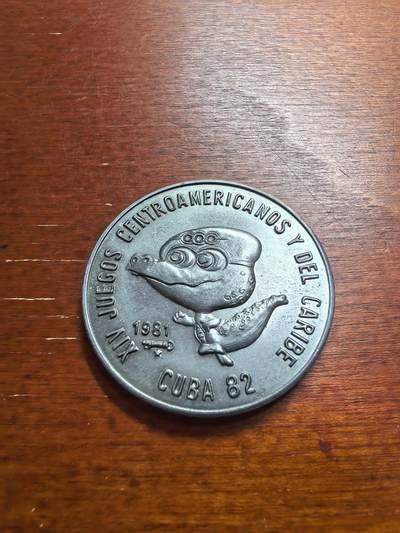 XIV JUEGOS CENTROAMERICANOS Y DEL CARIBE
1981
CUBA 82